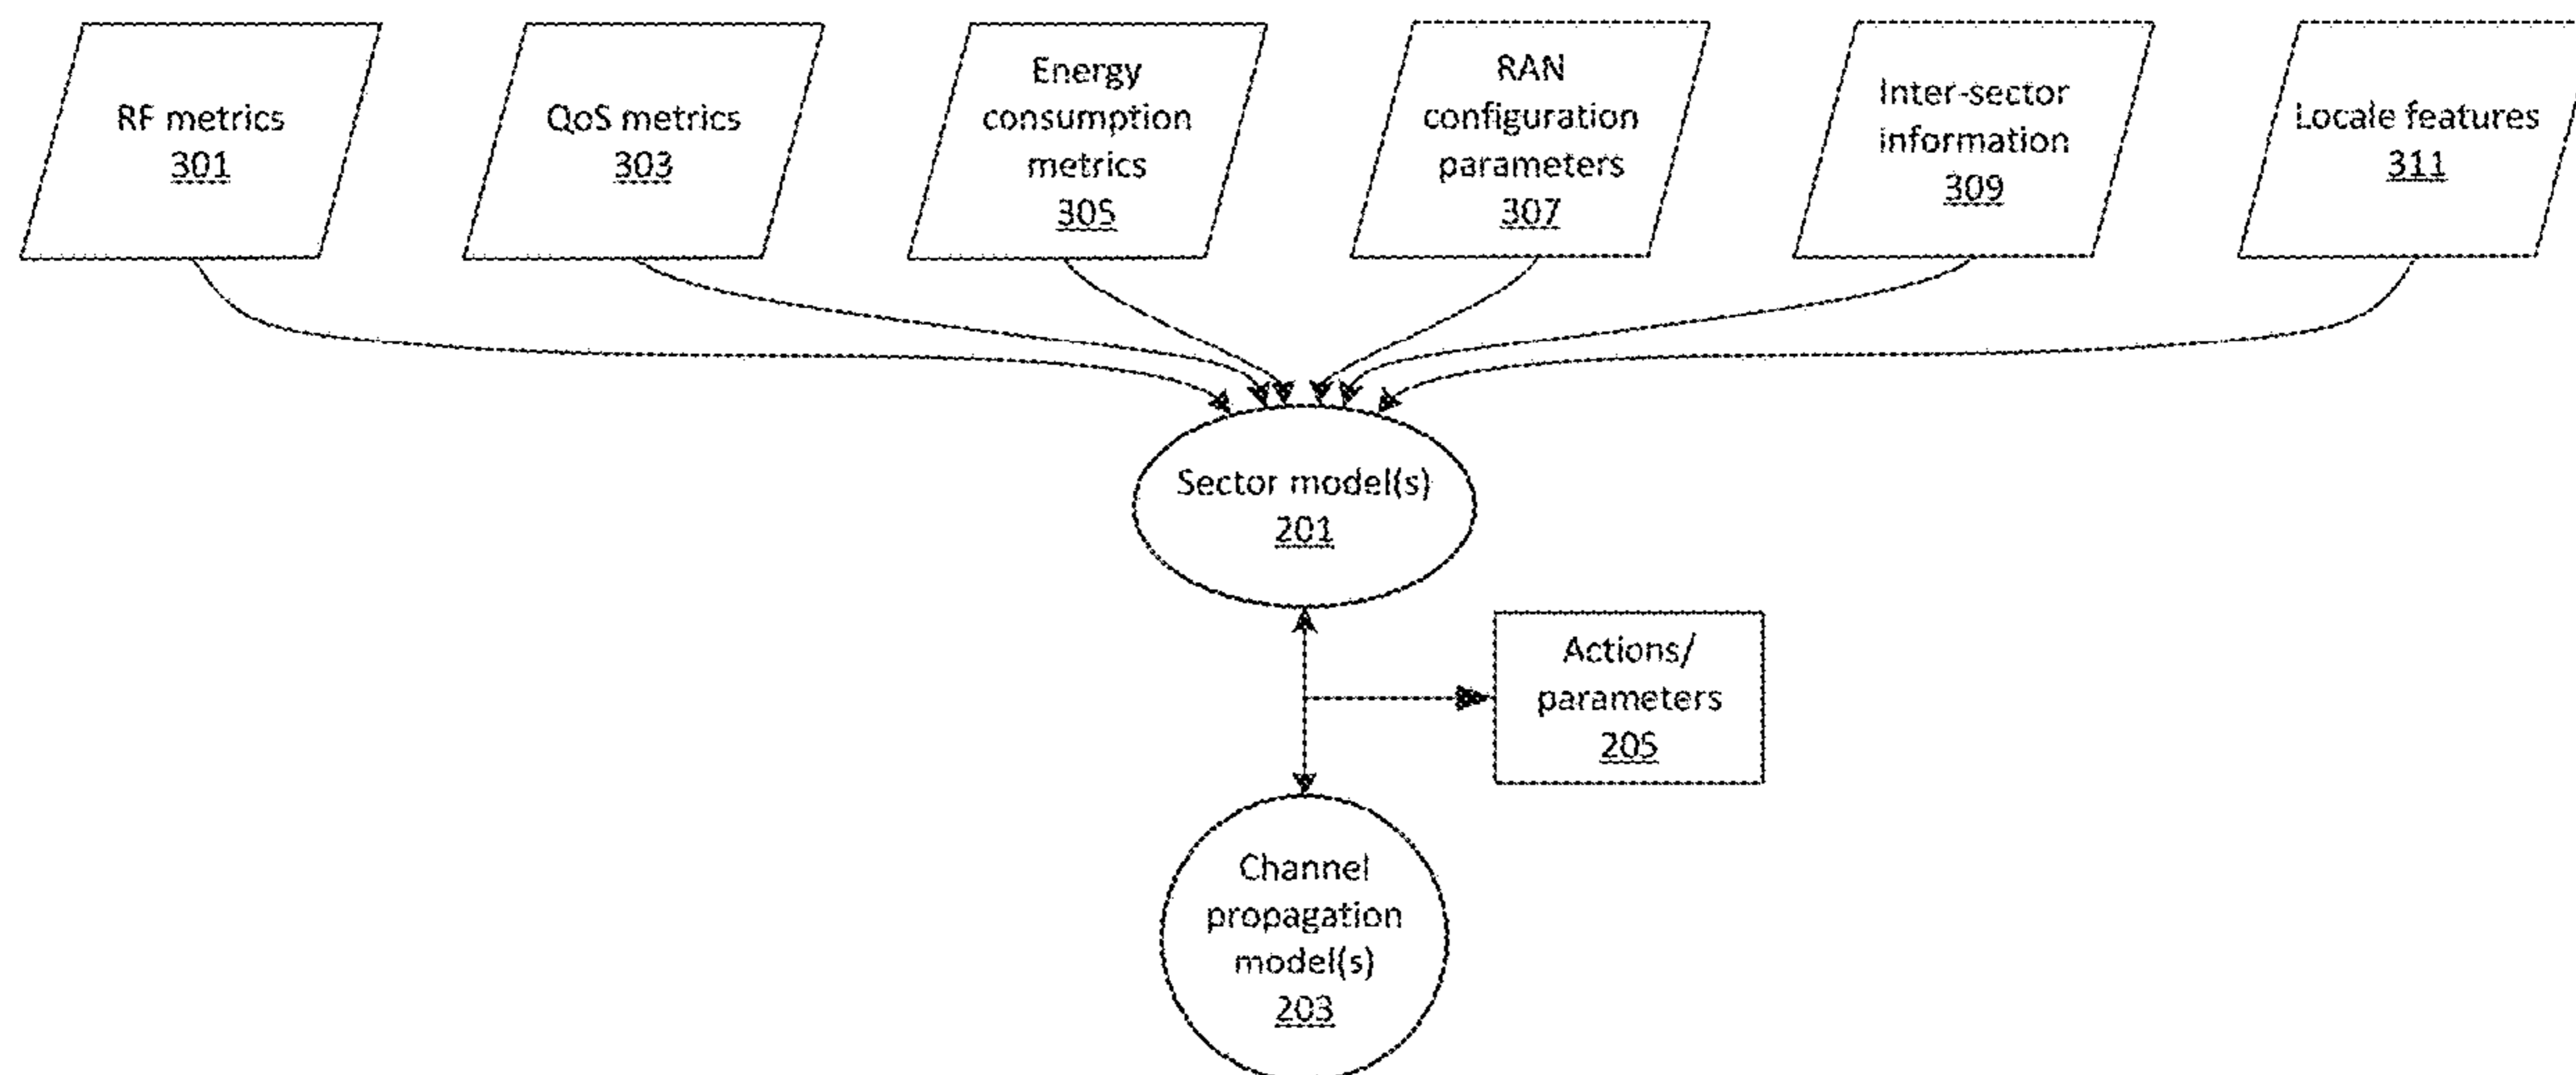 RF metrics
301
QoS metrics
303
Energy
consumption
metrics
305
RAN
configuration
parameters
307
Inter-sector
information
309
Locale features
311
Sector model(s)
201
Actions/
parameters
205
Channel
propagation
model(s)
203